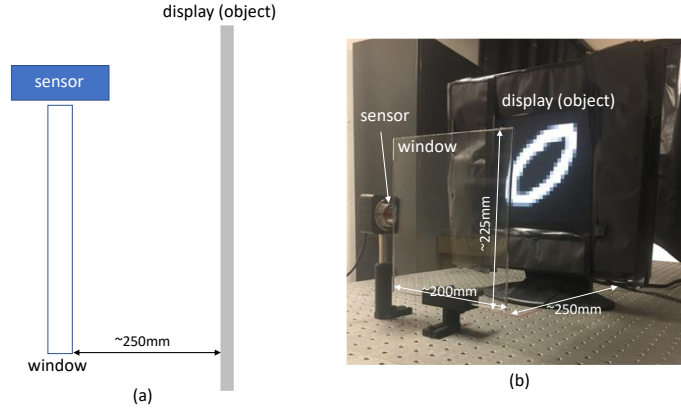 display (object)
sensor
~250mm
window
(a)
display (object)
sensor
window
~225mm
~200mm
~250mm
(b)